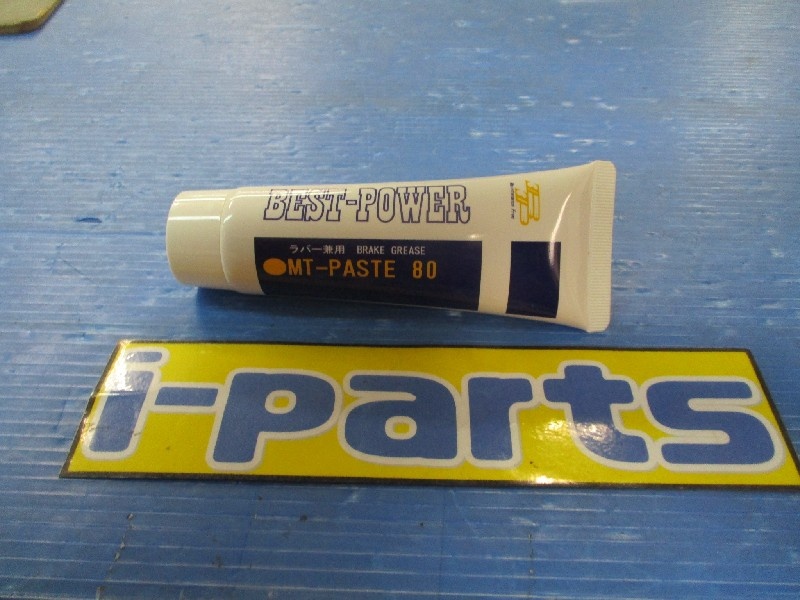 BEST-POWER
ラバー兼用 BRAKE GREASE
MT-PASTE 80
i-parts